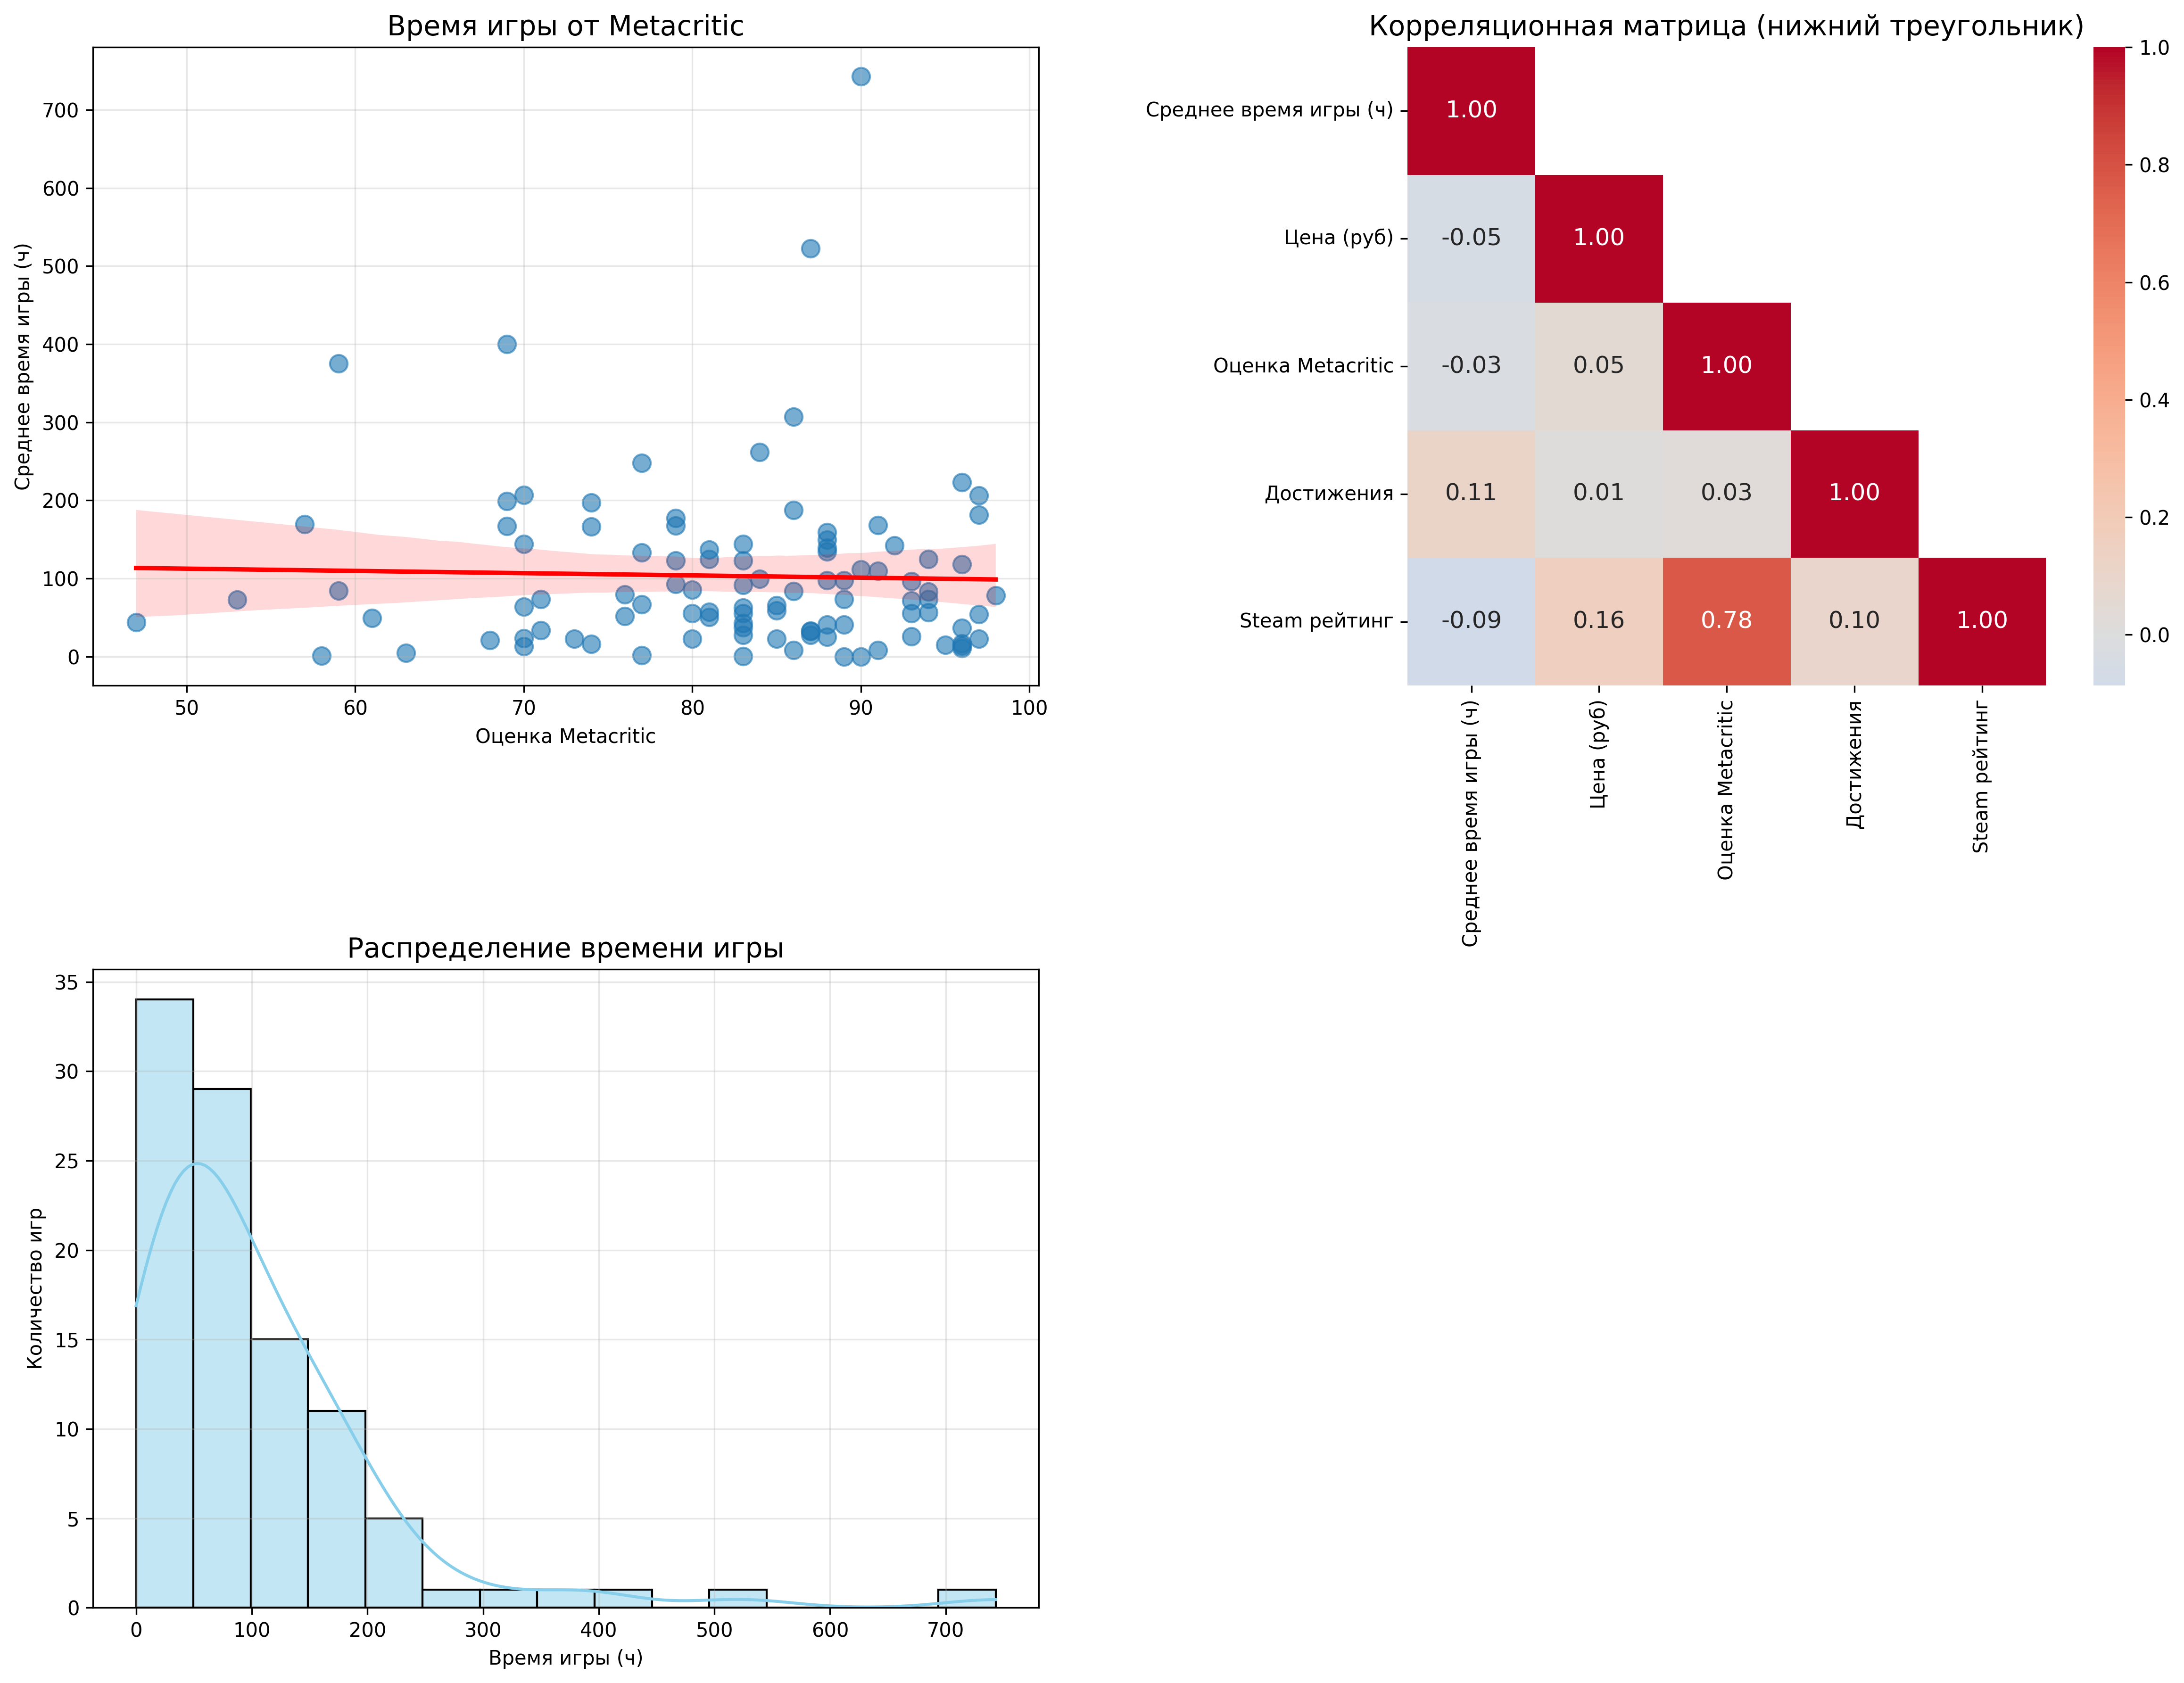 Время игры от Metacritic
Среднее время игры (ч)
700
600
500
400
300
200
100
0
50 60 70 80 90 100
Оценка Metacritic
Корреляционная матрица (нижний треугольник)
Среднее время игры (ч) 1.00
Цена (руб) -0.05 1.00
Оценка Metacritic -0.03 0.05 1.00
Достижения 0.11 0.01 0.03 1.00
Steam рейтинг -0.09 0.16 0.78 0.10 1.00
Среднее время игры (ч)
Цена (руб)
Оценка Metacritic
Достижения
Steam рейтинг
1.0
0.8
0.6
0.4
0.2
0.0
Распределение времени игры
Количество игр
35
30
25
20
15
10
5
0
0 100 200 300 400 500 600 700
Время игры (ч)